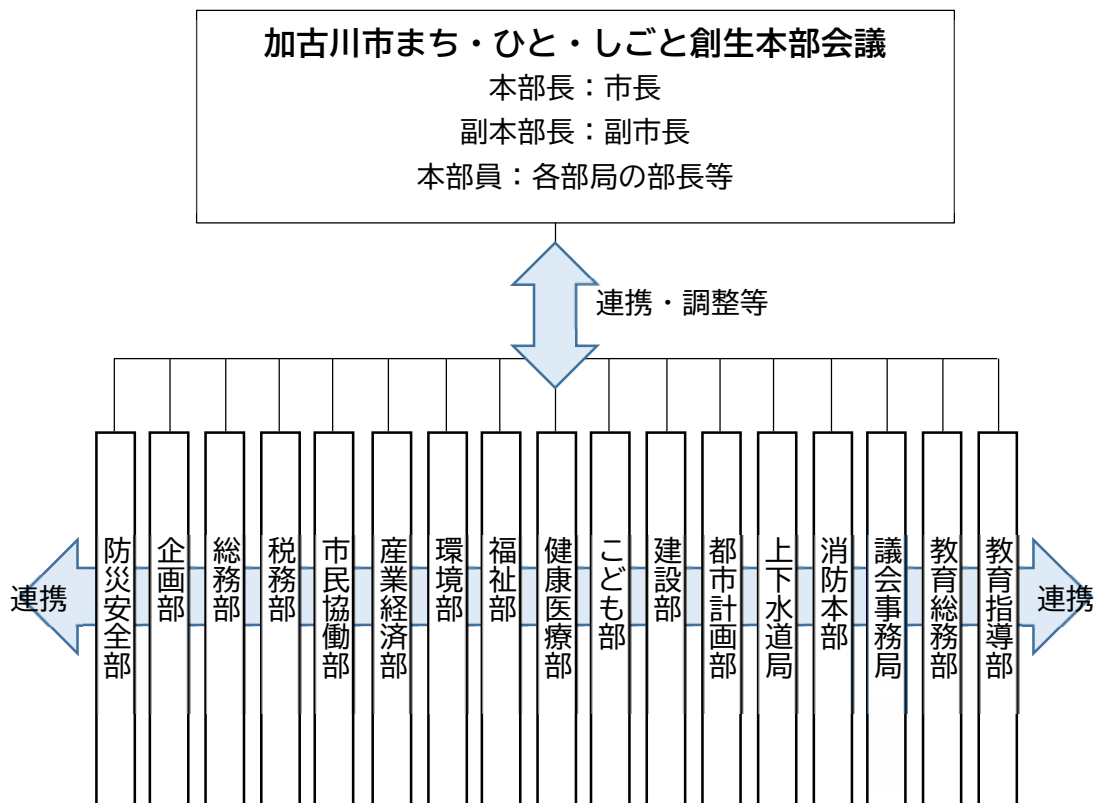 加古川市まち・ひと・しごと創生本部会議
本部長：市長
副本部長：副市長
本部員：各部局の部長等
連携・調整等
連携
防災安全部
企画部
総務部
税務部
市民協働部
産業経済部
環境部
福祉部
健康医療部
こども部
建設部
都市計画部
上下水道局
消防本部
議会事務局
教育総務部
教育指導部
連携